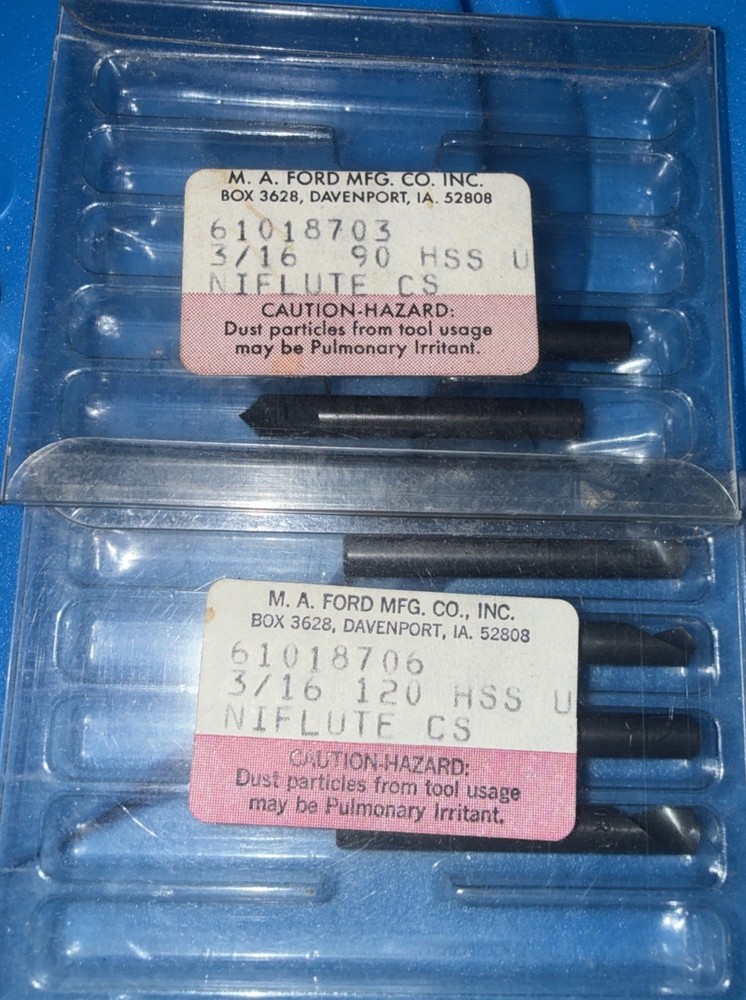 M. A. FORD MFG. CO. INC.
BOX 3628, DAVENPORT, IA. 52808
61018703
3/16 90 HSS U
NIFLUTE CS
CAUTION-HAZARD:
Dust particles from tool usage
may be Pulmonary Irritant.
M. A. FORD MFG. CO., INC.
BOX 3628, DAVENPORT, IA. 52808
61018706
3/16 120 HSS U
NIFLUTE CS
CAUTION-HAZARD:
Dust particles from tool usage
may be Pulmonary Irritant.